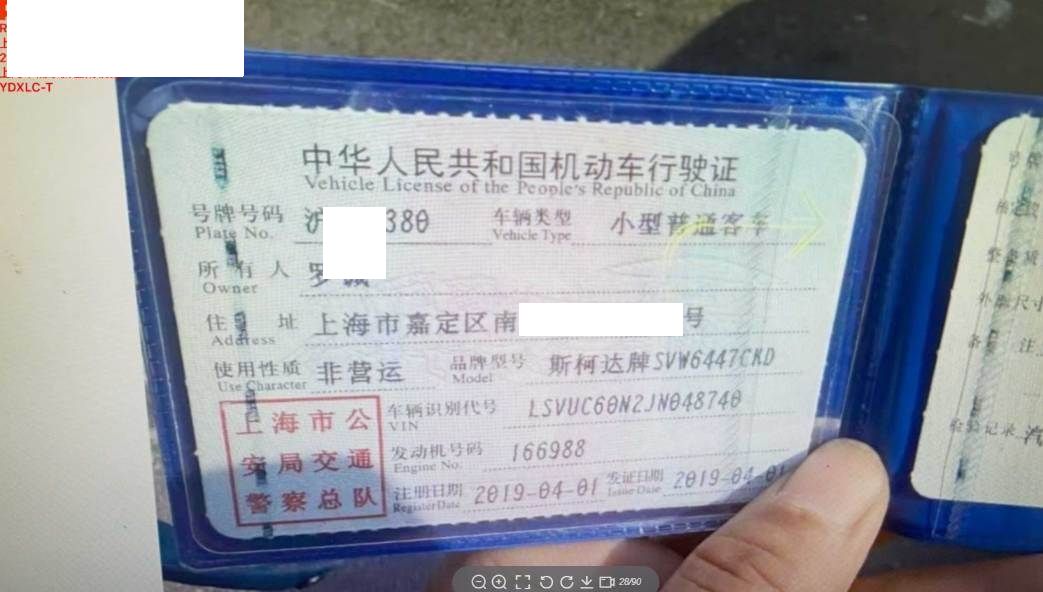 YDXLC-T
中华人民共和国机动车行驶证
Vehicle License of the People's Republic of China
号牌号码 沪 380 车辆类型 小型普通客车
Plate No. Vehicle Type
所有人 罗
Owner
住址 上海市嘉定区南 号
Address
使用性质 非营运 品牌型号 斯柯达牌SVW6447CKD
Use Character Model
车辆识别代号 LSVUC60N2JN048740
VIN
上海市公
安局交通
警察总队
发动机号码 166988
Engine No.
注册日期 2019-04-01 发证日期 2019-04-01
Register Date Issue Date
28/90